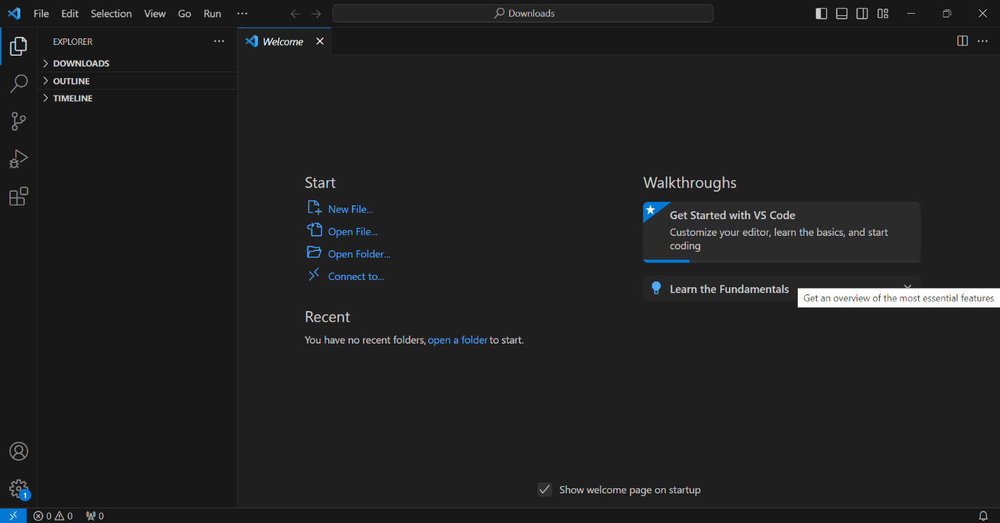 File Edit Selection View Go Run ...
Downloads
EXPLORER
Welcome
DOWNLOADS
OUTLINE
TIMELINE
Start
New File...
Open File...
Open Folder...
Connect to...
Recent
You have no recent folders, open a folder to start.
Walkthroughs
Get Started with VS Code
Customize your editor, learn the basics, and start
coding
Learn the Fundamentals
Get an overview of the most essential features
Show welcome page on startup
1
0 0 0